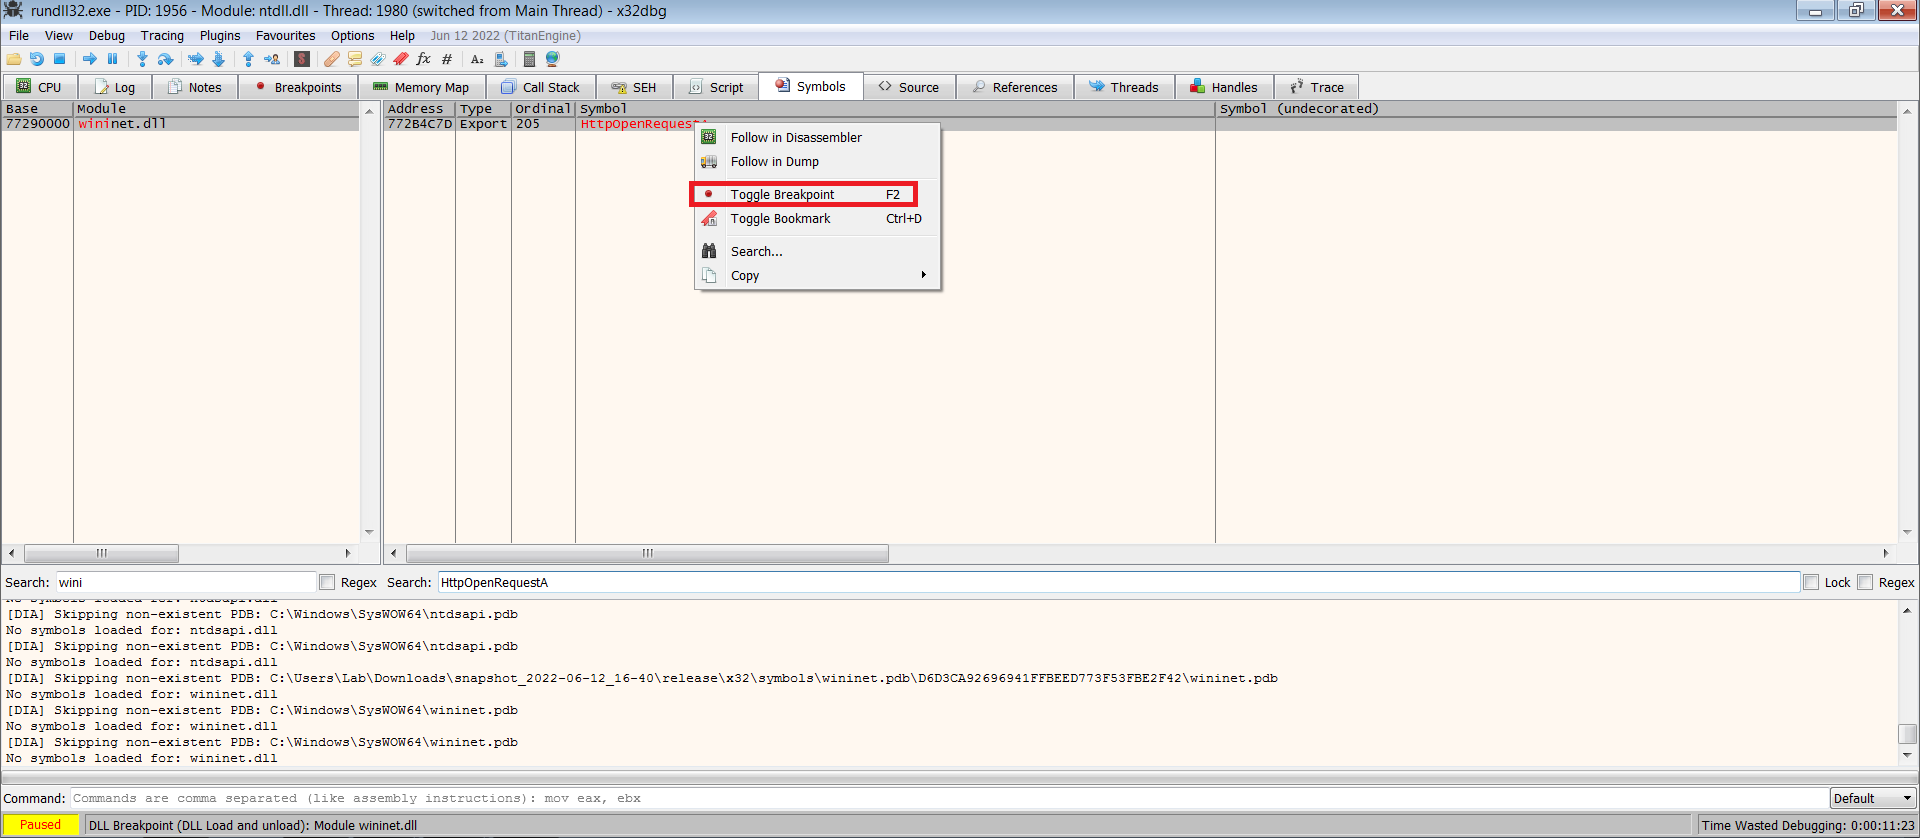 rundll32.exe - PID: 1956 - Module: ntdll.dll - Thread: 1980 (switched from Main Thread) - x32dbg
File View Debug Tracing Plugins Favourites Options Help Jun 12 2022 (TitanEngine)
CPU Log Notes Breakpoints Memory Map Call Stack SEH Script Symbols Source References Threads Handles Trace
Base Module Address Type Ordinal Symbol Symbol (undecorated)
77290000 wininet.dll 772B4C7D Export 205 HttpOpenRequestA
Follow in Disassembler
Follow in Dump
Toggle Breakpoint F2
Toggle Bookmark Ctrl+D
Search...
Copy
Search: wini Regex Search: HttpOpenRequestA Lock Regex
No symbols loaded for: ntdsapi.dll
[DIA] Skipping non-existent PDB: C:\Windows\SysWOW64\ntdsapi.pdb
No symbols loaded for: ntdsapi.dll
[DIA] Skipping non-existent PDB: C:\Windows\SysWOW64\ntdsapi.pdb
No symbols loaded for: ntdsapi.dll
[DIA] Skipping non-existent PDB: C:\Users\Lab\Downloads\snapshot_2022-06-12_16-40\release\x32\symbols\wininet.pdb\D6D3CA92696941FFBEED773F53FBE2F42\wininet.pdb
No symbols loaded for: wininet.dll
[DIA] Skipping non-existent PDB: C:\Windows\SysWOW64\wininet.pdb
No symbols loaded for: wininet.dll
[DIA] Skipping non-existent PDB: C:\Windows\SysWOW64\wininet.pdb
No symbols loaded for: wininet.dll
Command: Commands are comma separated (like assembly instructions): mov eax, ebx Default
Paused DLL Breakpoint (DLL Load and unload): Module wininet.dll Time Wasted Debugging: 0:00:11:23